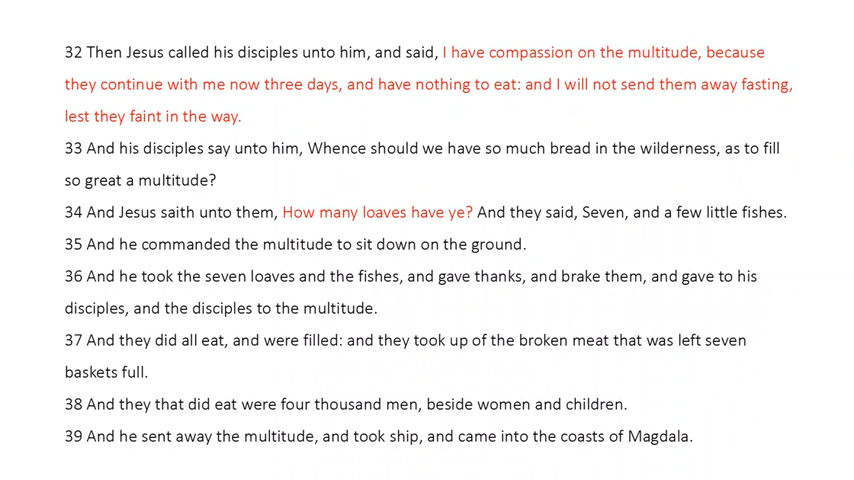 32 Then Jesus called his disciples unto him, and said, I have compassion on the multitude, because
they continue with me now three days, and have nothing to eat: and I will not send them away fasting,
lest they faint in the way.
33 And his disciples say unto him, Whence should we have so much bread in the wilderness, as to fill
so great a multitude?
34 And Jesus saith unto them, How many loaves have ye? And they said, Seven, and a few little fishes.
35 And he commanded the multitude to sit down on the ground.
36 And he took the seven loaves and the fishes, and gave thanks, and brake them, and gave to his
disciples, and the disciples to the multitude.
37 And they did all eat, and were filled: and they took up of the broken meat that was left seven
baskets full.
38 And they that did eat were four thousand men, beside women and children.
39 And he sent away the multitude, and took ship, and came into the coasts of Magdala.